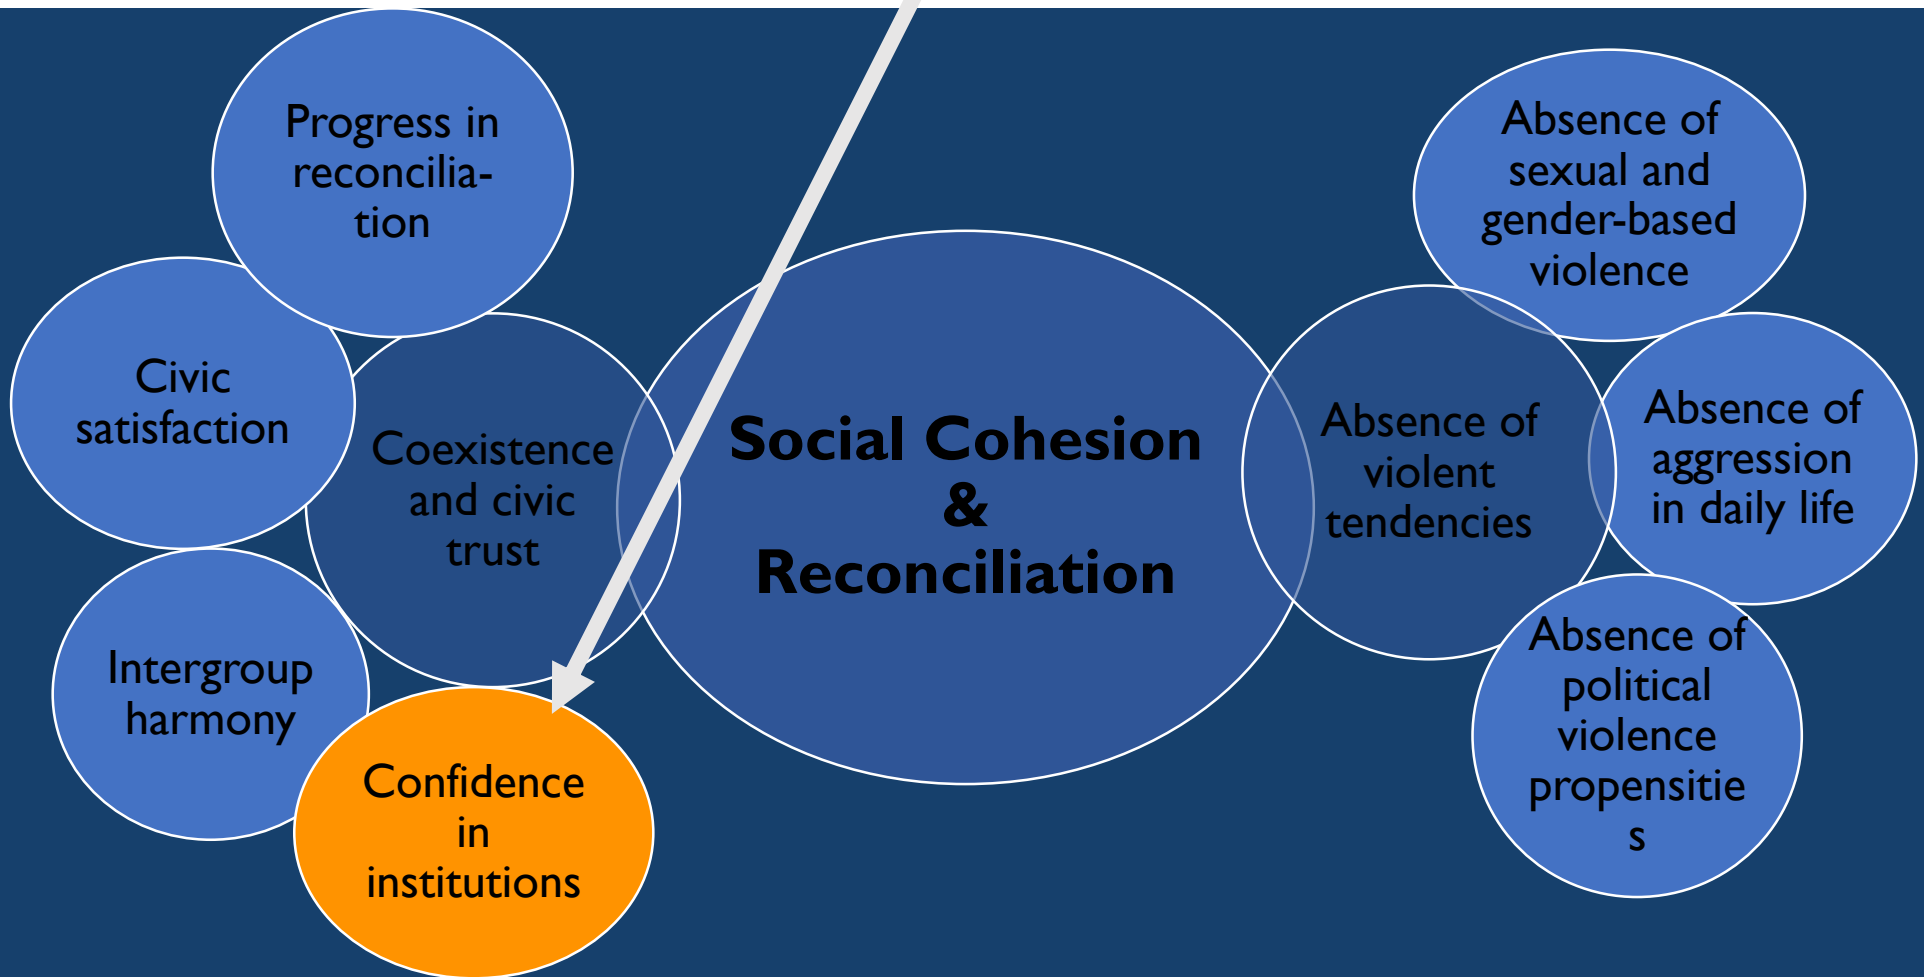 Progress in
reconcilia-
tion
Civic
satisfaction
Coexistence
and civic
trust
Intergroup
harmony
Confidence
in
institutions
Social Cohesion
&
Reconciliation
Absence of
violent
tendencies
Absence of
sexual and
gender-based
violence
Absence of
aggression
in daily life
Absence of
political
violence
propensitie
s